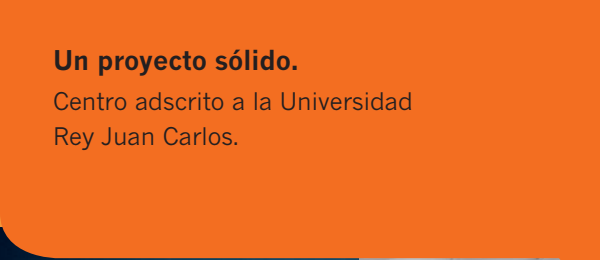 Un proyecto sólido.
Centro adscrito a la Universidad
Rey Juan Carlos.